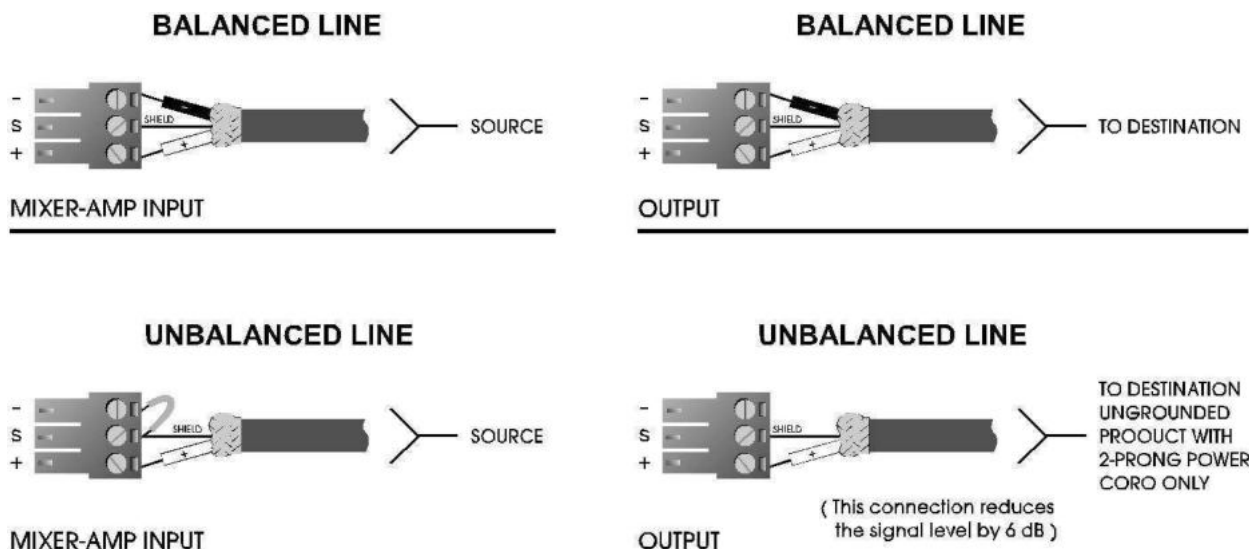 BALANCED LINE
-
S
+
SHIELD
-
+
SOURCE
MIXER-AMP INPUT
BALANCED LINE
-
S
+
SHIELD
-
+
TO DESTINATION
OUTPUT
UNBALANCED LINE
-
S
+
SHIELD
+
SOURCE
MIXER-AMP INPUT
UNBALANCED LINE
-
S
+
SHIELD
+
TO DESTINATION
UNGROUNDED
PROOUCT WITH
2-PRONG POWER
CORO ONLY
( This connection reduces
the signal level by 6 dB )
OUTPUT